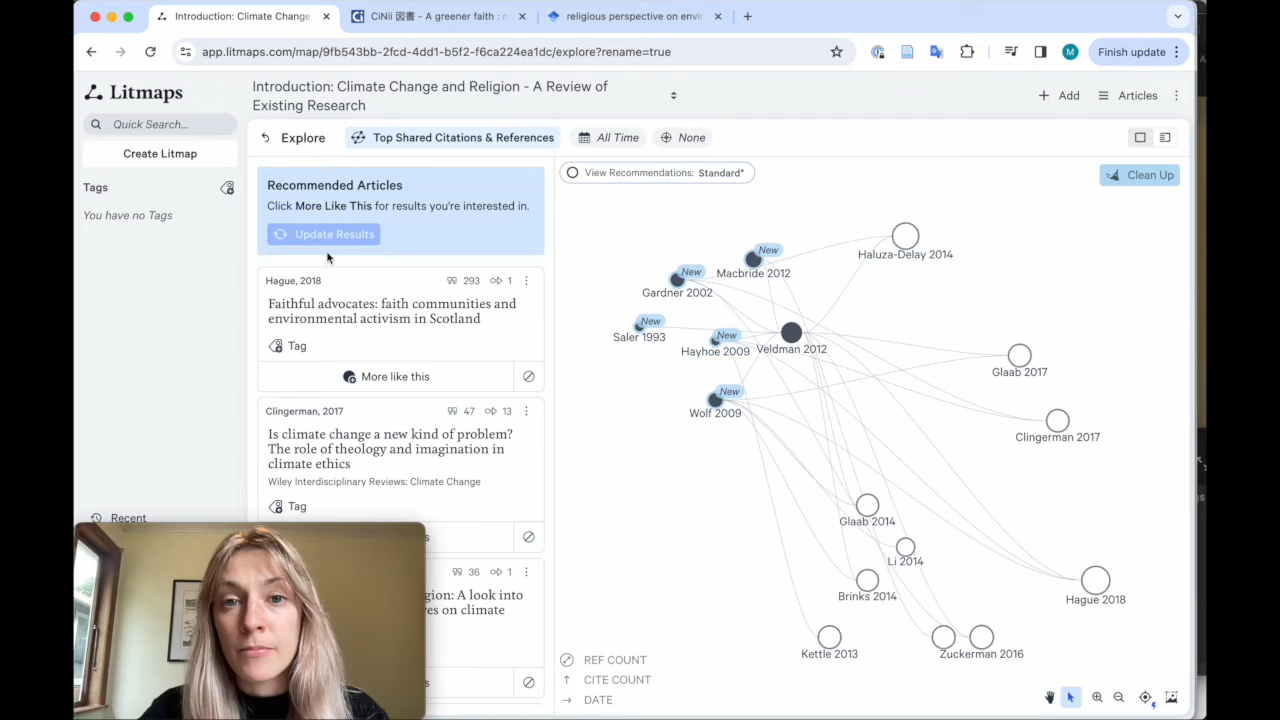 Introduction: Climate Change
CiNii 図書 - A greener faith : r
religious perspective on envi
app.litmaps.com/map/9fb543bb-2fcd-4dd1-b5f2-f6ca224ea1dc/explore?rename=true
M
Finish update
Litmaps
Quick Search...
Create Litmap
Tags
You have no Tags
Recent
Introduction: Climate Change and Religion - A Review of
Existing Research
Add
Articles
Explore
Top Shared Citations & References
All Time
None
Recommended Articles
Click More Like This for results you're interested in.
Update Results
Hague, 2018
293
1
Faithful advocates: faith communities and
environmental activism in Scotland
Tag
More like this
Clingerman, 2017
47
13
Is climate change a new kind of problem?
The role of theology and imagination in
climate ethics
Wiley Interdisciplinary Reviews: Climate Change
Tag
s
36
1
igion: A look into
ves on climate
s
View Recommendations: Standard*
Clean Up
Haluza-Delay 2014
New
Macbride 2012
New
Gardner 2002
New
Saler 1993
New
Hayhoe 2009
Veldman 2012
Glaab 2017
New
Wolf 2009
Clingerman 2017
Glaab 2014
Li 2014
Brinks 2014
Hague 2018
Kettle 2013
Zuckerman 2016
REF COUNT
CITE COUNT
DATE